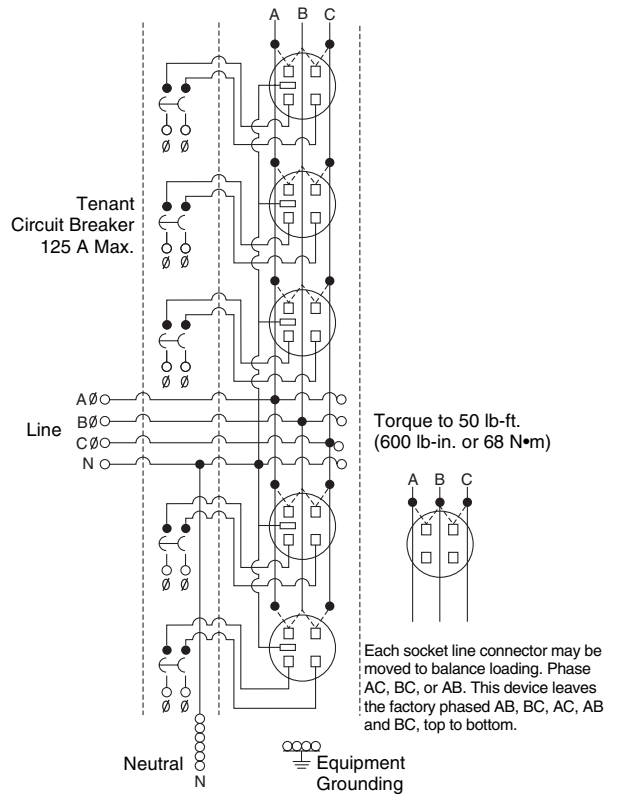 A B C
Ø Ø
Ø Ø
Tenant
Circuit Breaker
125 A Max.
Ø Ø
Line
AØ
BØ
CØ
N
Torque to 50 lb-ft.
(600 lb-in. or 68 N•m)
A B C
Ø Ø
Each socket line connector may be
moved to balance loading. Phase
AC, BC, or AB. This device leaves
the factory phased AB, BC, AC, AB
and BC, top to bottom.
Ø Ø
Neutral
N
Equipment
Grounding